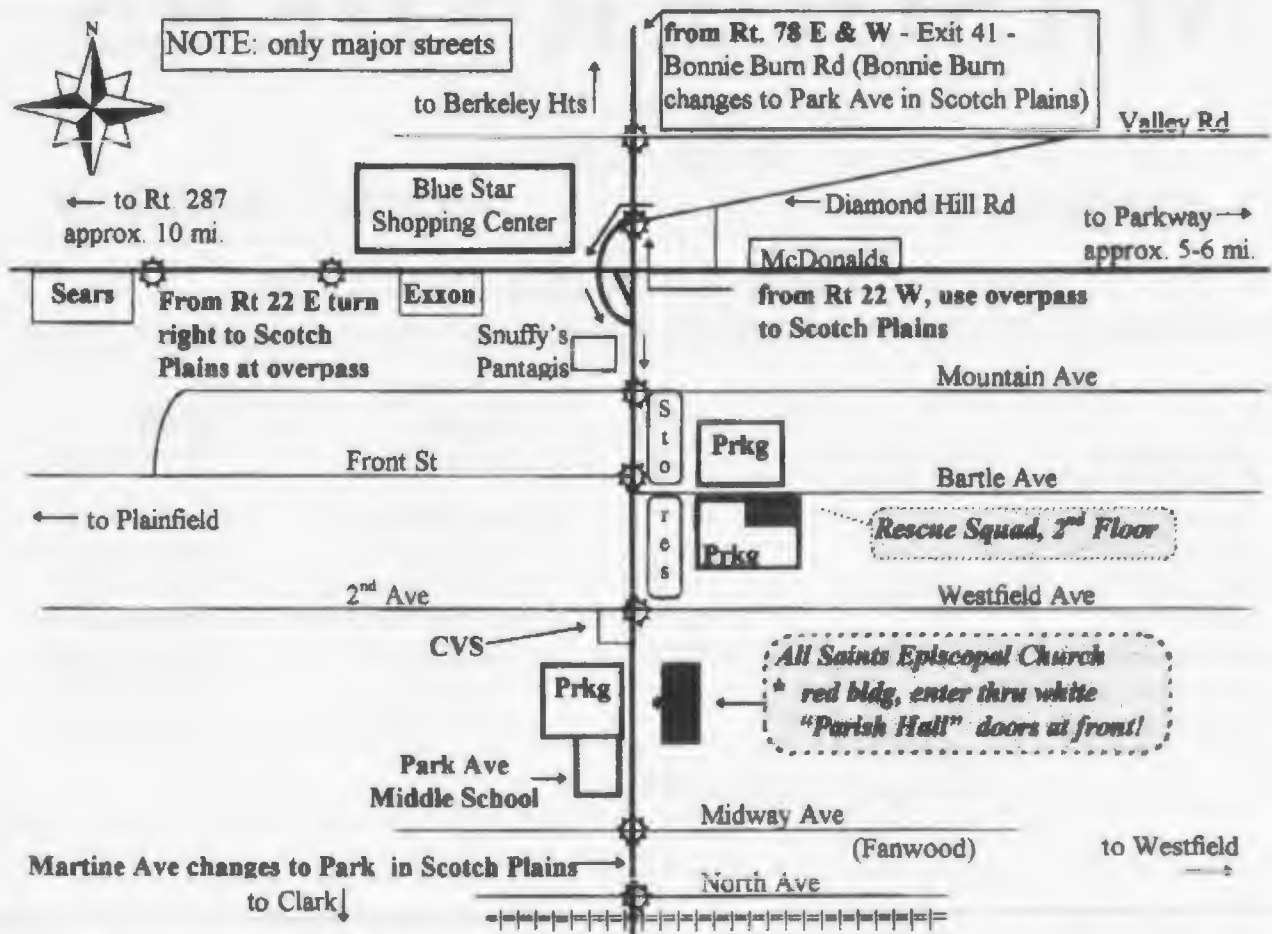 N
NOTE: only major streets
to Berkeley Hts
from Rt. 78 E & W - Exit 41 -
Bonnie Burn Rd (Bonnie Burn
changes to Park Ave in Scotch Plains)
Valley Rd
← to Rt. 287
approx. 10 mi.
Blue Star
Shopping Center
Diamond Hill Rd
to Parkway
approx. 5-6 mi.
McDonalds
Sears
From Rt 22 E turn
right to Scotch
Plains at overpass
Exxon
from Rt 22 W, use overpass
to Scotch Plains
Snuffy's
Pantagis
Mountain Ave
Stores
Prkg
Front St
Bartle Ave
← to Plainfield
Rescue Squad, 2nd Floor
Prkg
2nd Ave
Westfield Ave
CVS
Prkg
All Saints Episcopal Church
* red bldg, enter thru white
"Parish Hall" doors at front!
Park Ave
Middle School
Midway Ave
(Fanwood)
to Westfield
Martine Ave changes to Park in Scotch Plains
North Ave
to Clark